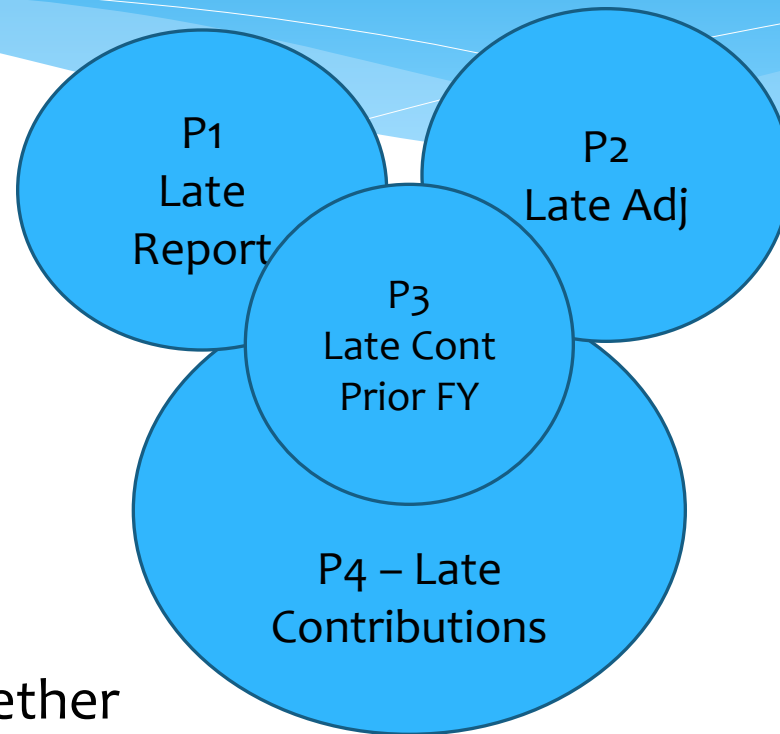 P1
Late
Report
P2
Late Adj
P3
Late Cont
Prior FY
P4 – Late
Contributions
ether